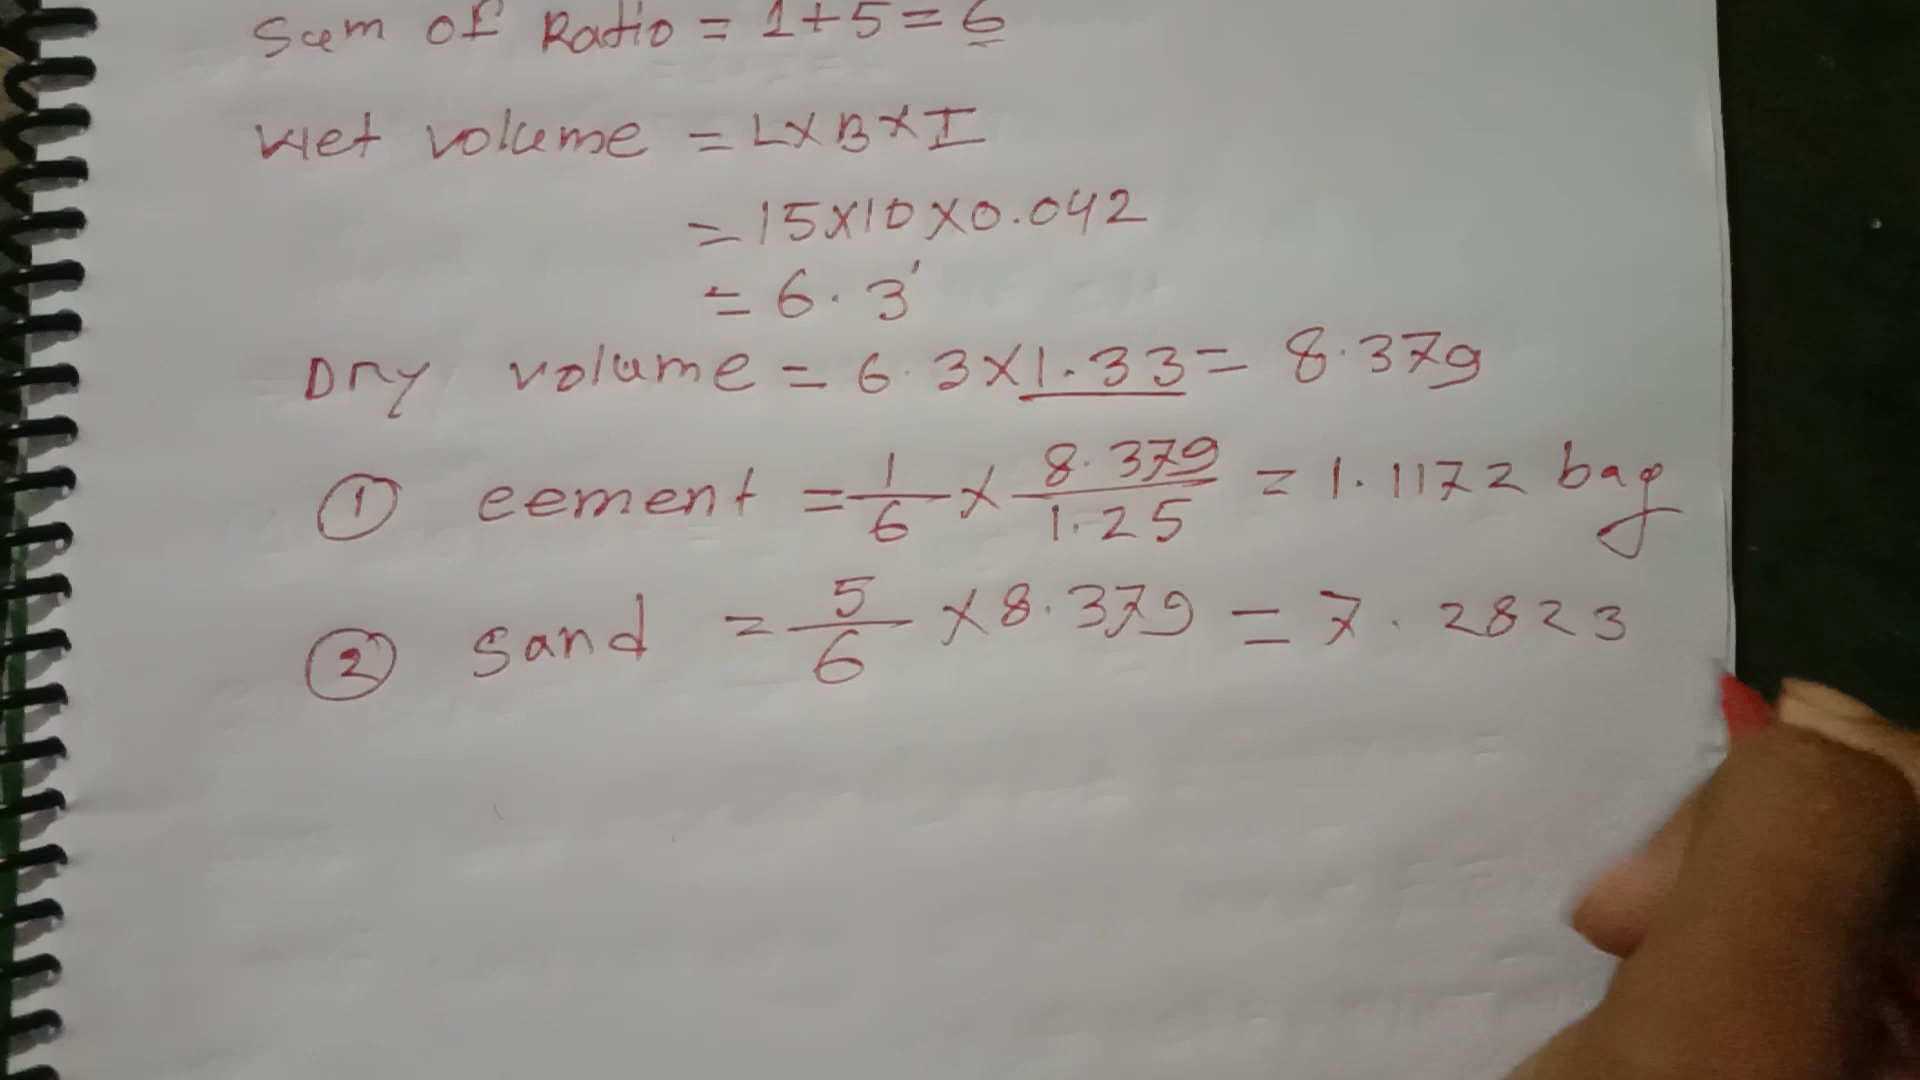 Sum of Ratio = 1+5=6
Wet volume = L×B×I
= 15×10×0.042
= 6.3'
Dry volume = 6.3×1.33 = 8.379
① cement = 1/6 × 8.379/1.25 = 1.1172 bag
② sand = 5/6 × 8.379 = 7.2823